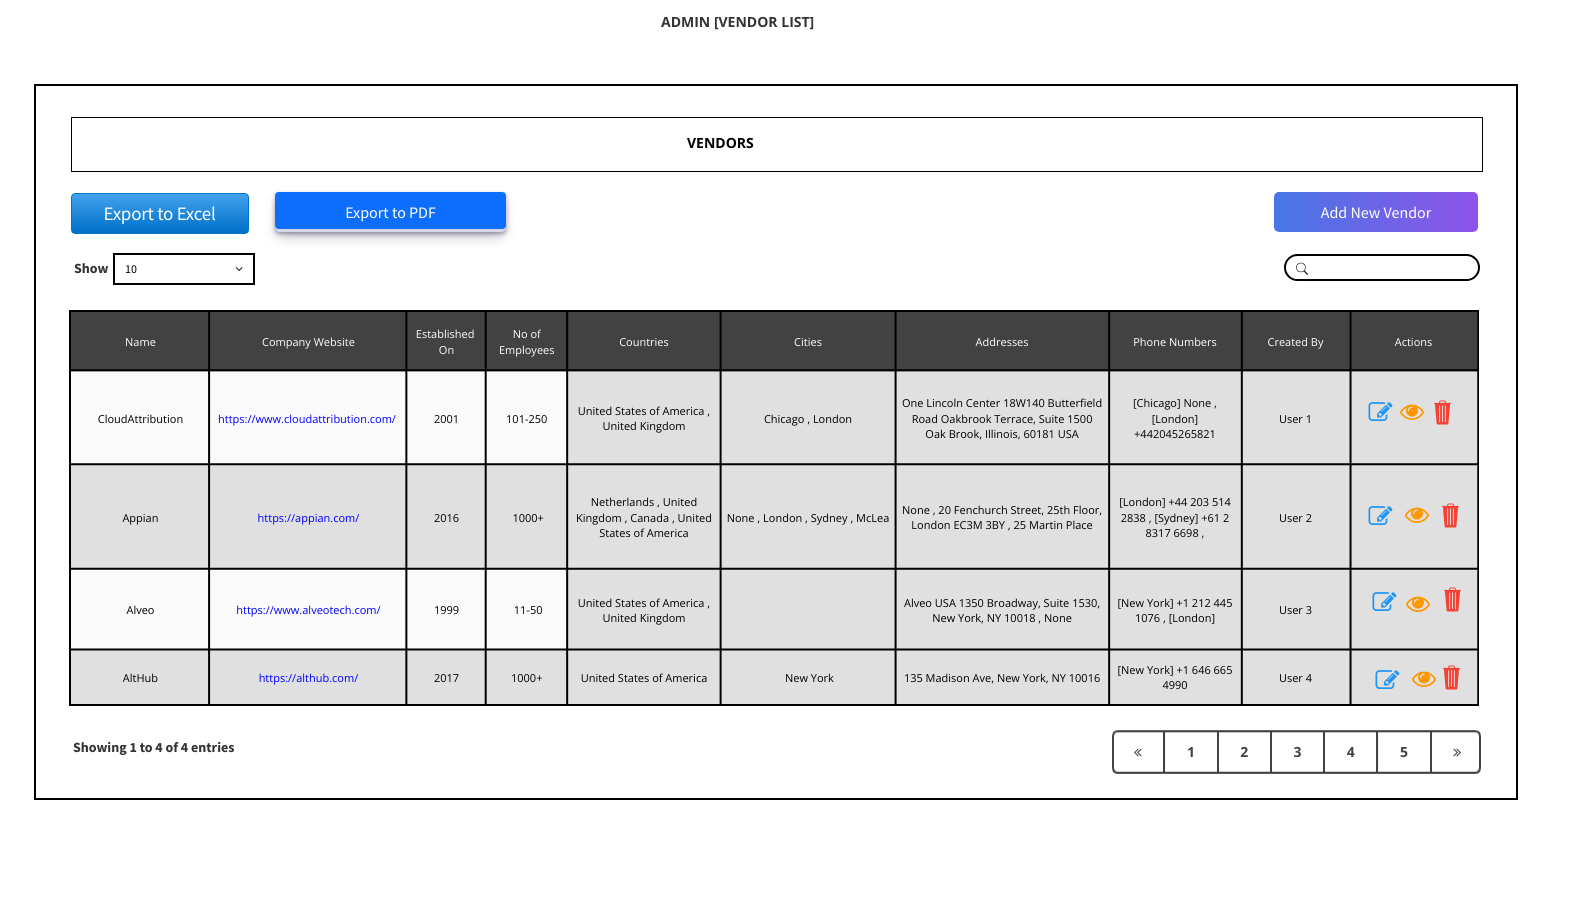 ADMIN [VENDOR LIST]
VENDORS
Export to Excel
Export to PDF
Add New Vendor
Show
10
Name
Company Website
Established
On
No of
Employees
Countries
Cities
Addresses
Phone Numbers
Created By
Actions
CloudAttribution
https://www.cloudattribution.com/
2001
101-250
United States of America ,
United Kingdom
Chicago , London
One Lincoln Center 18W140 Butterfield
Road Oakbrook Terrace, Suite 1500
Oak Brook, Illinois, 60181 USA
[Chicago] None ,
[London]
+442045265821
User 1
Appian
https://appian.com/
2016
1000+
Netherlands , United
Kingdom , Canada , United
States of America
None , London , Sydney , McLea
None , 20 Fenchurch Street, 25th Floor,
London EC3M 3BY , 25 Martin Place
[London] +44 203 514
2838 , [Sydney] +61 2
8317 6698 ,
User 2
Alveo
https://www.alveotech.com/
1999
11-50
United States of America ,
United Kingdom
Alveo USA 1350 Broadway, Suite 1530,
New York, NY 10018 , None
[New York] +1 212 445
1076 , [London]
User 3
AltHub
https://althub.com/
2017
1000+
United States of America
New York
135 Madison Ave, New York, NY 10016
[New York] +1 646 665
4990
User 4
Showing 1 to 4 of 4 entries
«
1
2
3
4
5
»